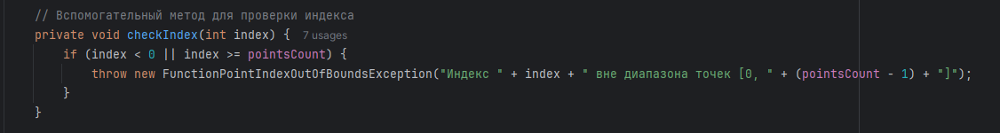 // Вспомогательный метод для проверки индекса
private void checkIndex(int index) { 7 usages
if (index < 0 || index >= pointsCount) {
throw new FunctionPointIndexOutOfBoundsException("Индекс " + index + " вне диапазона точек [0, " + (pointsCount - 1) + "]");
}
}